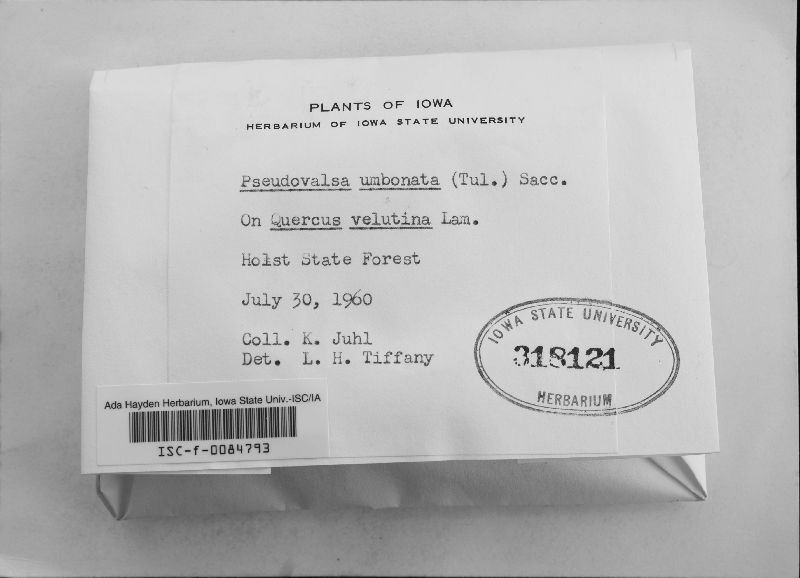 PLANTS OF IOWA
HERBARIUM OF IOWA STATE UNIVERSITY
Pseudovalsa umbonata (Tul.) Sacc.
On Quercus velutina Lam.
Holst State Forest
July 30, 1960
Coll. K. Juhl
Det. L. H. Tiffany
IOWA STATE UNIVERSITY
318121
HERBARIUM
Ada Hayden Herbarium, Iowa State Univ.-ISC/IA
ISC-f-0084793